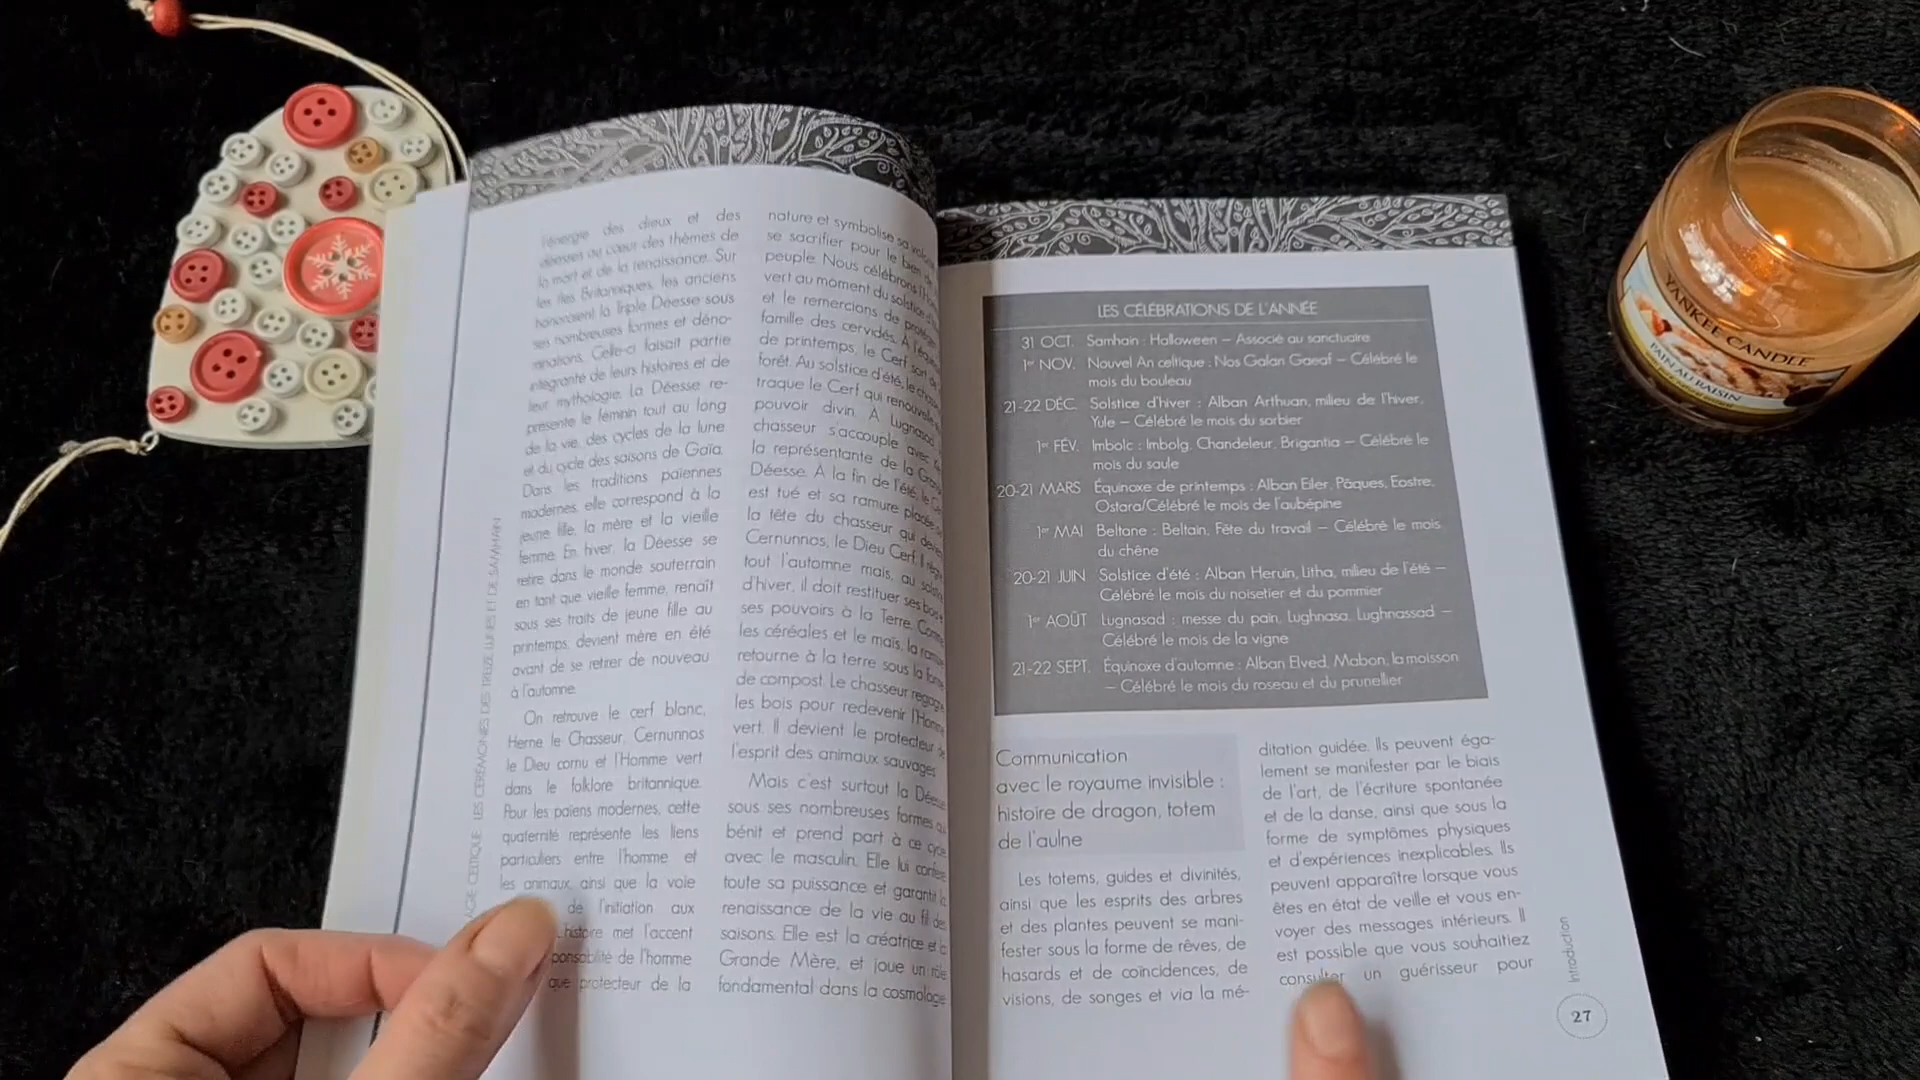 l'énergie des dieux et des
déesses au cœur des thèmes de
la mort et de la renaissance. Sur
les îles Britanniques, les anciens
honoraient la Triple Déesse sous
ses nombreuses formes et déno-
minations. Celle-ci faisait partie
intégrante de leurs histoires et de
leur mythologie. La Déesse re-
présente le féminin tout au long
de la vie, des cycles de la lune
et du cycle des saisons de Gaïa.
Dans les traditions païennes
modernes, elle correspond à la
jeune fille, la mère et la vieille
femme. En hiver, la Déesse se
retire dans le monde souterrain
en tant que vieille femme, renaît
sous ses traits de jeune fille au
printemps, devient mère en été
avant de se retirer de nouveau
à l'automne.
On retrouve le cerf blanc,
Herne le Chasseur, Cernunnos
le Dieu cornu et l'Homme vert
dans le folklore britannique.
Pour les païens modernes, cette
quaternité représente les liens
particuliers entre l'homme et
les animaux, ainsi que la voie
de l'initiation aux
histoire met l'accent
ponsabilité de l'homme
que protecteur de la
nature et symbolise sa
se sacrifier pour le bien
peuple. Nous célébrons
vert au moment du solstice
et le remercions de
famille des cervidés. À
de printemps, le Cerf sort
forêt. Au solstice d'été, le
traque le Cerf qui renouvelle
pouvoir divin. À Lugnasad
chasseur s'accouple avec
la représentante de la
Déesse. À la fin de l'été, le
est tué et sa ramure
la tête du chasseur qui
Cernunnos, le Dieu Cerf. Il
tout l'automne mais, au
d'hiver, il doit restituer ses
ses pouvoirs à la Terre.
les céréales et le maïs, la
retourne à la terre sous la
de compost. Le chasseur regagne
les bois pour redevenir l'Homme
vert. Il devient le protecteur de
l'esprit des animaux sauvages.
Mais c'est surtout la Déesse
sous ses nombreuses formes qui
bénit et prend part à ce cycle
avec le masculin. Elle lui confère
toute sa puissance et garantit la
renaissance de la vie au fil des
saisons. Elle est la créatrice et la
Grande Mère, et joue un rôle
fondamental dans la cosmologie
AGE CELTIQUE : LES CÉRÉMONIES DES TREIZE LUNES ET DE SAMHAIN
LES CÉLÉBRATIONS DE L'ANNÉE
31 OCT. Samhain : Halloween – Associé au sanctuaire
1er NOV. Nouvel An celtique : Nos Galan Gaeaf – Célébré le
mois du bouleau
21-22 DÉC. Solstice d'hiver : Alban Arthuan, milieu de l'hiver,
Yule – Célébré le mois du sorbier
1er FÉV. Imbolc : Imbolg, Chandeleur, Brigantia – Célébré le
mois du saule
20-21 MARS Équinoxe de printemps : Alban Eiler, Pâques, Eostre,
Ostara/Célébré le mois de l'aubépine
1er MAI Beltane : Beltain, Fête du travail – Célébré le mois
du chêne
20-21 JUIN Solstice d'été : Alban Heruin, Litha, milieu de l'été –
Célébré le mois du noisetier et du pommier
1er AOÛT Lugnasad : messe du pain, Lughnasa, Lughnassad –
Célébré le mois de la vigne
21-22 SEPT. Équinoxe d'automne : Alban Elved, Mabon, la moisson
– Célébré le mois du roseau et du prunellier
Communication
avec le royaume invisible :
histoire de dragon, totem
de l'aulne
Les totems, guides et divinités,
ainsi que les esprits des arbres
et des plantes peuvent se mani-
fester sous la forme de rêves, de
hasards et de coïncidences, de
visions, de songes et via la mé-
ditation guidée. Ils peuvent éga-
lement se manifester par le biais
de l'art, de l'écriture spontanée
et de la danse, ainsi que sous la
forme de symptômes physiques
et d'expériences inexplicables. Ils
peuvent apparaître lorsque vous
êtes en état de veille et vous en-
voyer des messages intérieurs. Il
est possible que vous souhaitiez
consulter un guérisseur pour
Introduction
27
YANKEE CANDLE
PAIN AU RAISIN